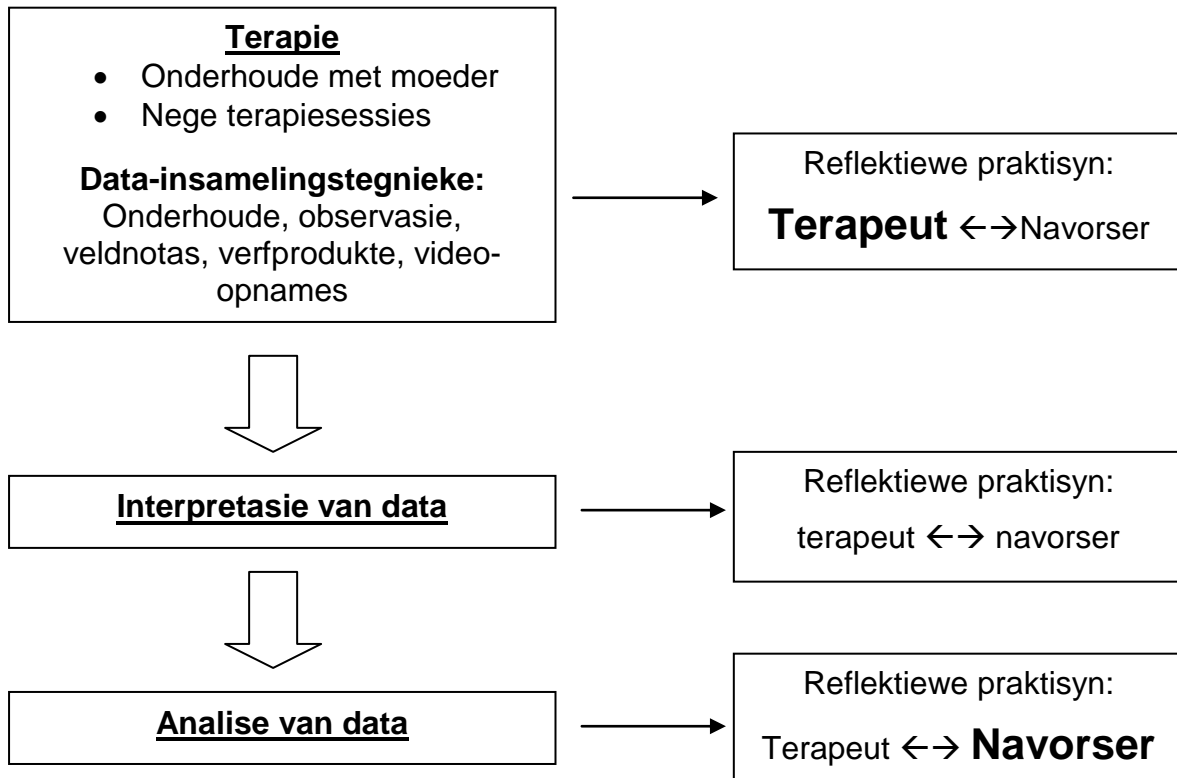 Terapie
• Onderhoude met moeder
• Nege terapiesessies
Data-insamelingstegnieke:
Onderhoude, observasie,
veldnotas, verfprodukte, video-
opnames
Reflektiewe praktisyn:
Terapeut ←→Navorser
Interpretasie van data
Reflektiewe praktisyn:
terapeut ←→ navorser
Analise van data
Reflektiewe praktisyn:
Terapeut ←→ Navorser